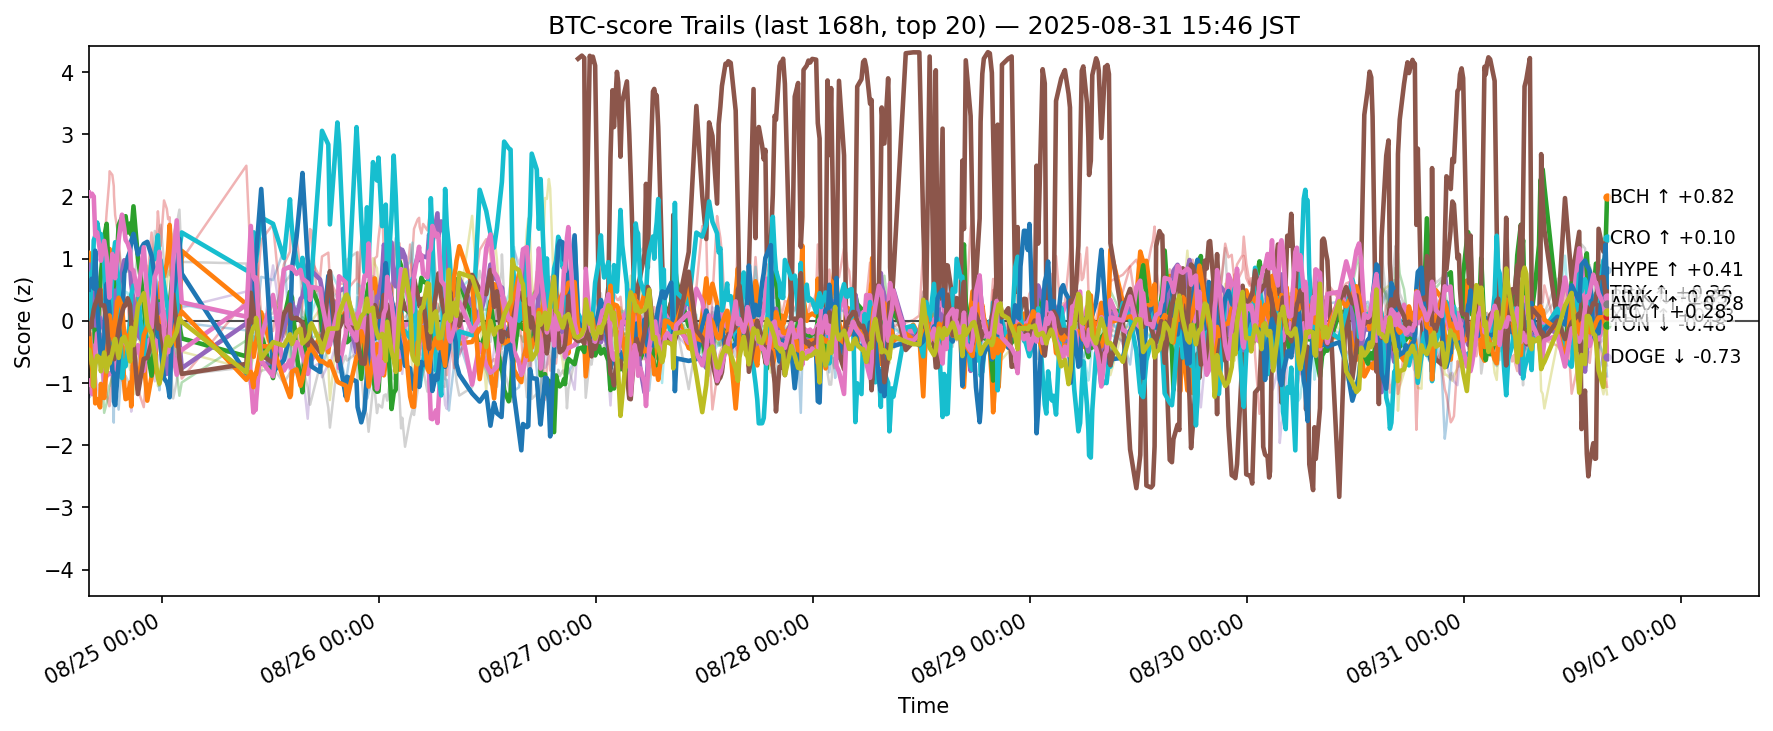 BTC-score Trails (last 168h, top 20) — 2025-08-31 15:46 JST
4
3
2
1
0
−1
−2
−3
−4
Score (z)
BCH ↑ +0.82
CRO ↑ +0.10
HYPE ↑ +0.41
LTC ↑ +0.28
TON ↓ -0.48
DOGE ↓ -0.73
08/25 00:00
08/26 00:00
08/27 00:00
08/28 00:00
08/29 00:00
08/30 00:00
08/31 00:00
09/01 00:00
Time